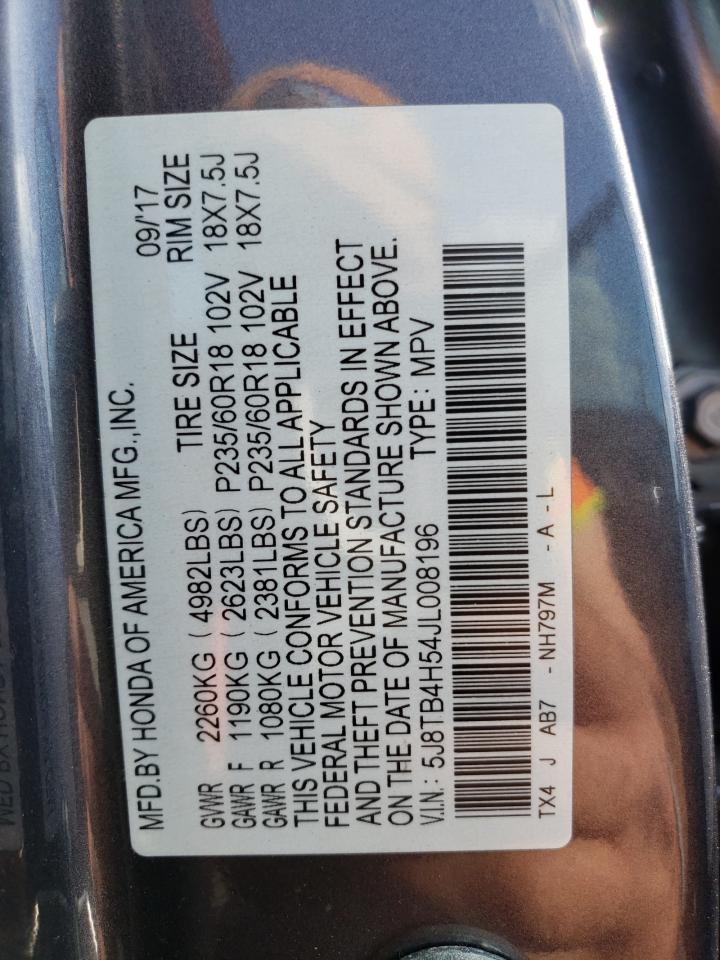 MFD.BY HONDA OF AMERICA MFG.,INC. 09/'17
TIRE SIZE RIM SIZE
GVWR 2260KG ( 4982LBS)
GAWR F 1190KG ( 2623LBS) P235/60R18 102V 18X7.5J
GAWR R 1080KG ( 2381LBS) P235/60R18 102V 18X7.5J
THIS VEHICLE CONFORMS TO ALL APPLICABLE
FEDERAL MOTOR VEHICLE SAFETY
AND THEFT PREVENTION STANDARDS IN EFFECT
ON THE DATE OF MANUFACTURE SHOWN ABOVE.
V.I.N.: 5J8TB4H54JL008196 TYPE: MPV
TX4 J AB7 - NH797M - A - L